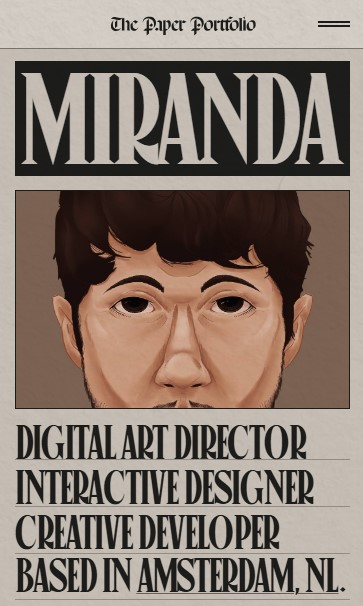 The Paper Portfolio
MIRANDA
DIGITAL ART DIRECTOR
INTERACTIVE DESIGNER
CREATIVE DEVELOPER
BASED IN AMSTERDAM, NL.